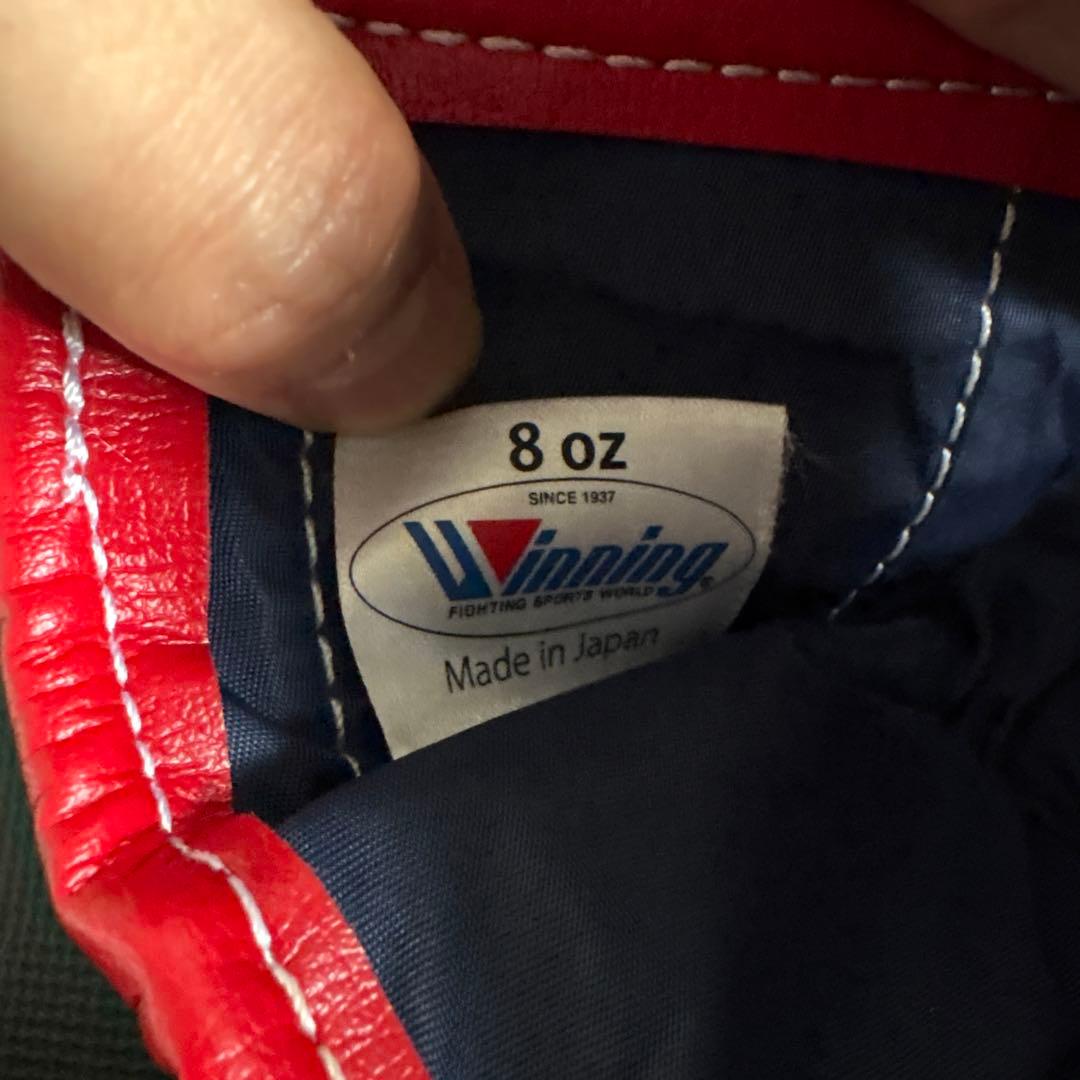 8 oz
SINCE 1937
Winning®
FIGHTING SPORTS WORLD
Made in Japan